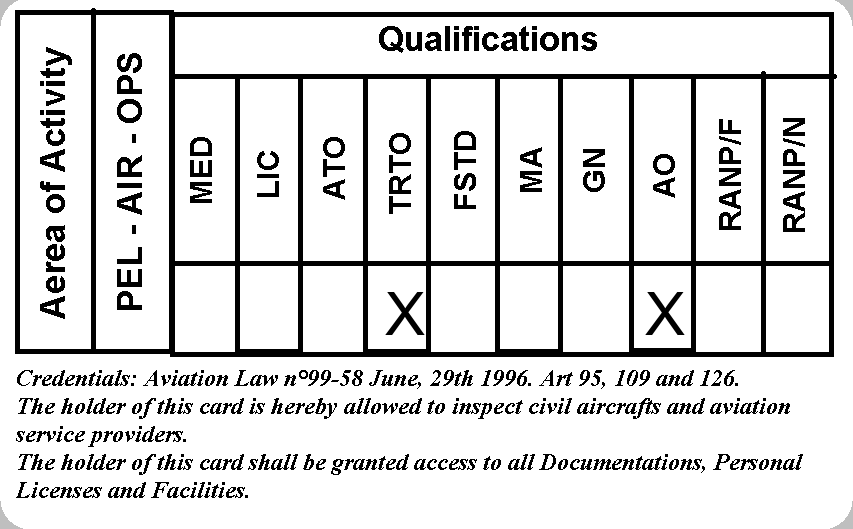 Qualifications
Aerea of Activity
PEL - AIR - OPS
MED
LIC
ATO
TRTO
FSTD
MA
GN
AO
RANP/F
RANP/N
X
X
Credentials: Aviation Law n°99-58 June, 29th 1996. Art 95, 109 and 126.
The holder of this card is hereby allowed to inspect civil aircrafts and aviation
service providers.
The holder of this card shall be granted access to all Documentations, Personal
Licenses and Facilities.